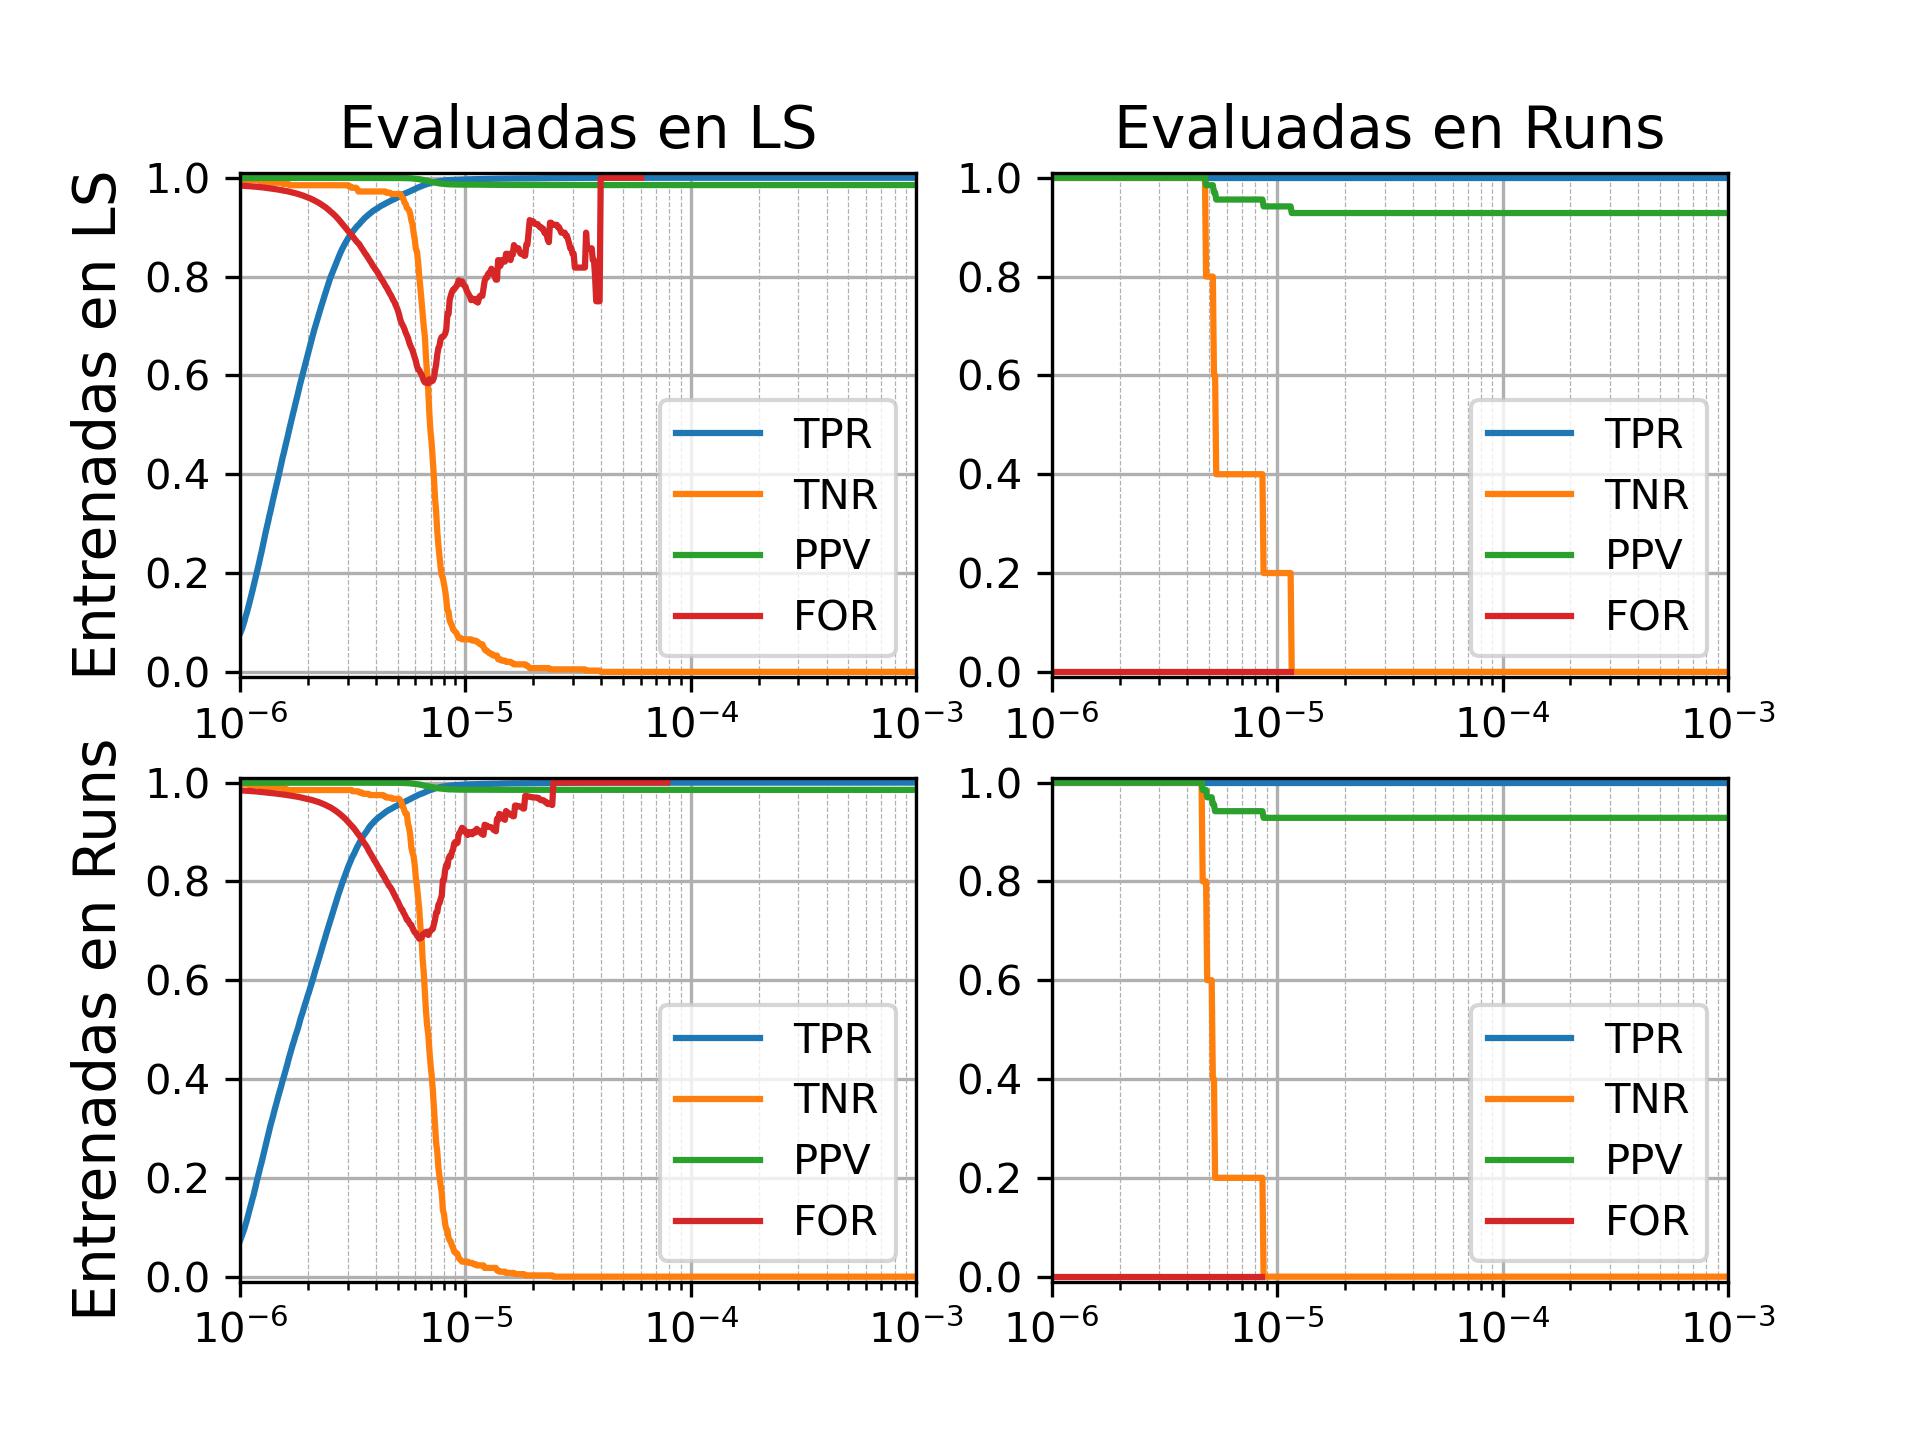 Evaluadas en LS
Evaluadas en Runs
Entrenadas en LS
1.0
0.8
0.6
0.4
0.2
0.0
10⁻⁶ 10⁻⁵ 10⁻⁴ 10⁻³
TPR
TNR
PPV
FOR
1.0
0.8
0.6
0.4
0.2
0.0
10⁻⁶ 10⁻⁵ 10⁻⁴ 10⁻³
TPR
TNR
PPV
FOR
Entrenadas en Runs
1.0
0.8
0.6
0.4
0.2
0.0
10⁻⁶ 10⁻⁵ 10⁻⁴ 10⁻³
TPR
TNR
PPV
FOR
1.0
0.8
0.6
0.4
0.2
0.0
10⁻⁶ 10⁻⁵ 10⁻⁴ 10⁻³
TPR
TNR
PPV
FOR